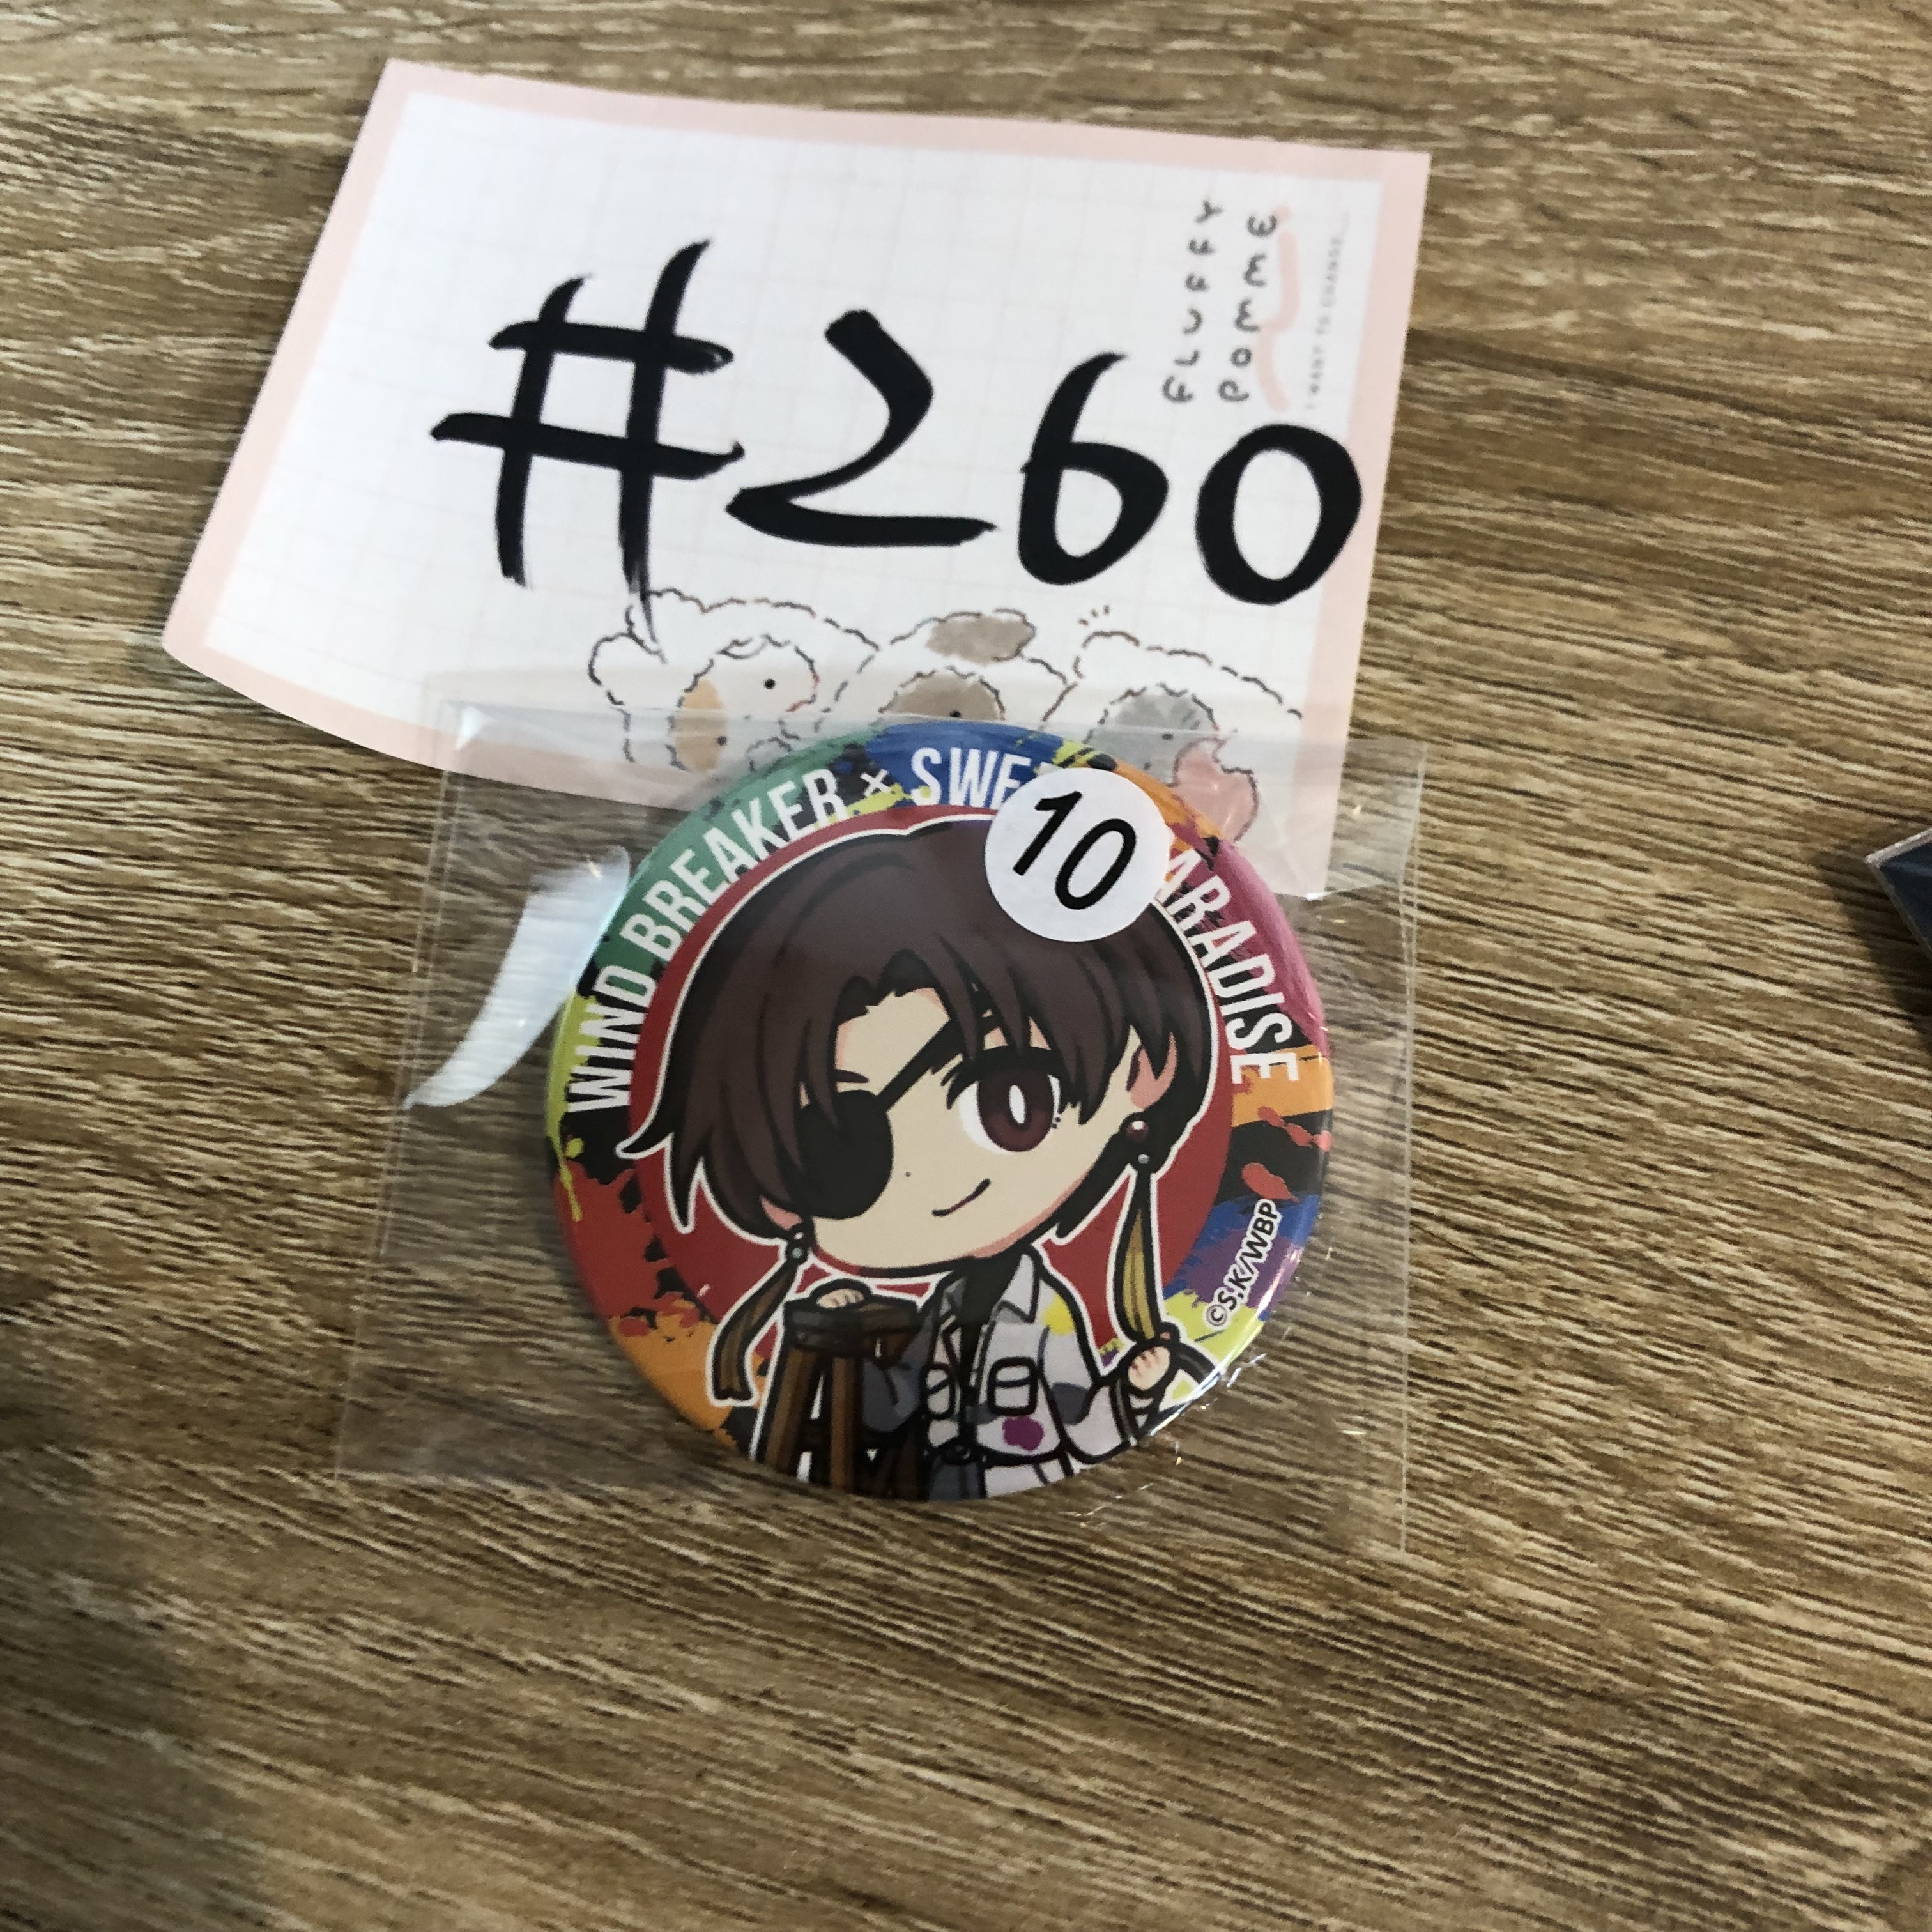 FLUFFY
POMME
I WANT TO CHANGE
#260
WIND BREAKER × SWE
ARADISE
10
©S,K/WBP